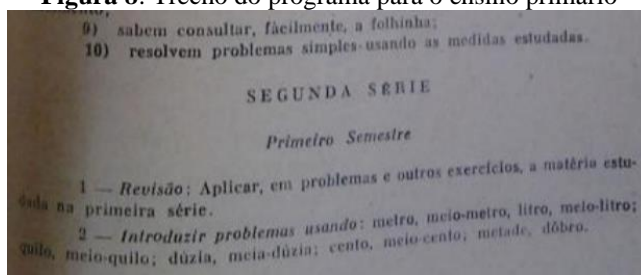 Figura 8: Trecho do programa para o ensino primário
9) sabem consultar, fàcilmente, a folhinha;
10) resolvem problemas simples usando as medidas estudadas.
SEGUNDA SÉRIE
Primeiro Semestre
1 — Revisão: Aplicar, em problemas e outros exercícios, a matéria estu-
dada na primeira série.
2 — Introduzir problemas usando: metro, meio-metro, litro, meio-litro;
quilo, meio-quilo; dúzia, meia-dúzia; cento, meio-cento; metade, dôbro.